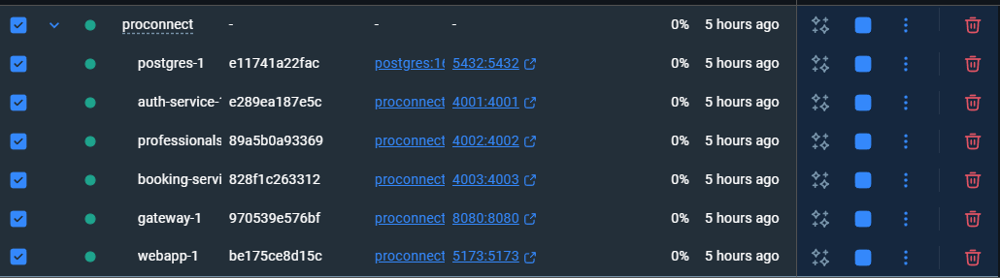 proconnect - - - 0% 5 hours ago
postgres-1 e11741a22fac postgres:16 5432:5432 0% 5 hours ago
auth-service- e289ea187e5c proconnect 4001:4001 0% 5 hours ago
professionals 89a5b0a93369 proconnect 4002:4002 0% 5 hours ago
booking-servi 828f1c263312 proconnect 4003:4003 0% 5 hours ago
gateway-1 970539e576bf proconnect 8080:8080 0% 5 hours ago
webapp-1 be175ce8d15c proconnect 5173:5173 0% 5 hours ago